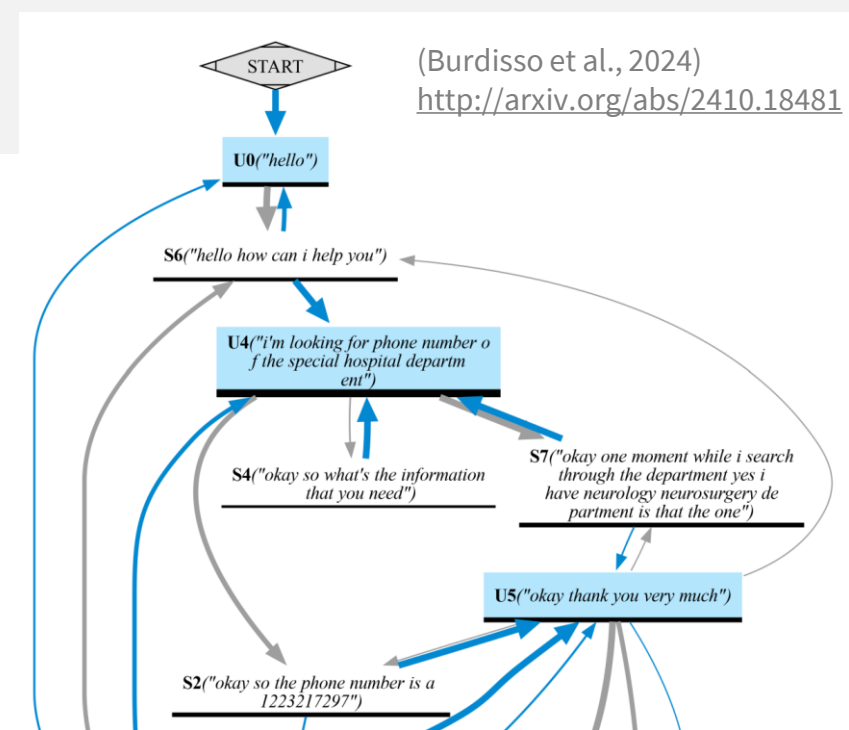 START
(Burdisso et al., 2024)
http://arxiv.org/abs/2410.18481
U0("hello")
S6("hello how can i help you")
U4("i'm looking for phone number o
f the special hospital departm
ent")
S4("okay so what's the information
that you need")
S7("okay one moment while i search
through the department yes i
have neurology neurosurgery de
partment is that the one")
U5("okay thank you very much")
S2("okay so the phone number is a
1223217297")